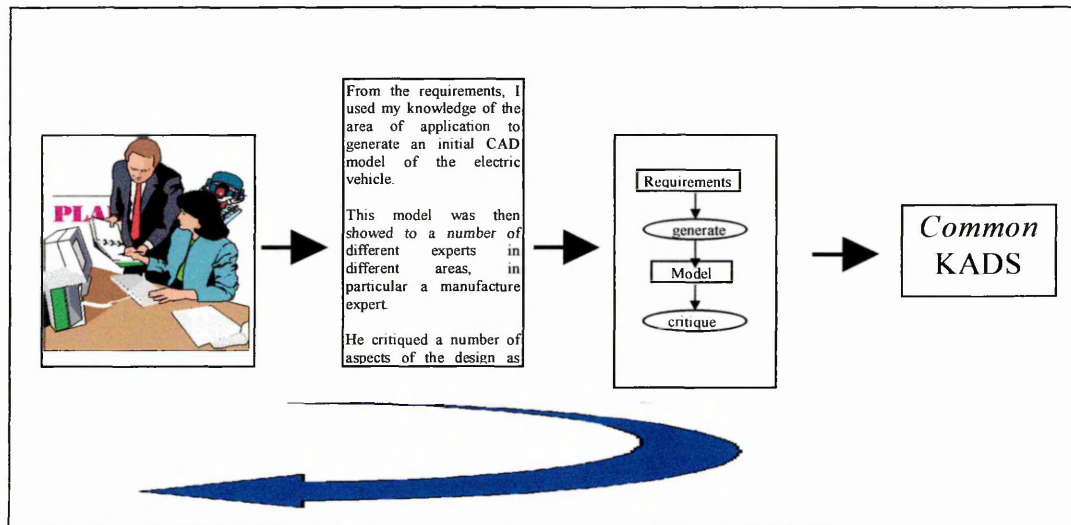 PLA
From the requirements, I
used my knowledge of the
area of application to
generate an initial CAD
model of the electric
vehicle.
This model was then
showed to a number of
different experts in
different areas, in
particular a manufacture
expert.
He critiqued a number of
aspects of the design as
Requirements
generate
Model
critique
Common
KADS